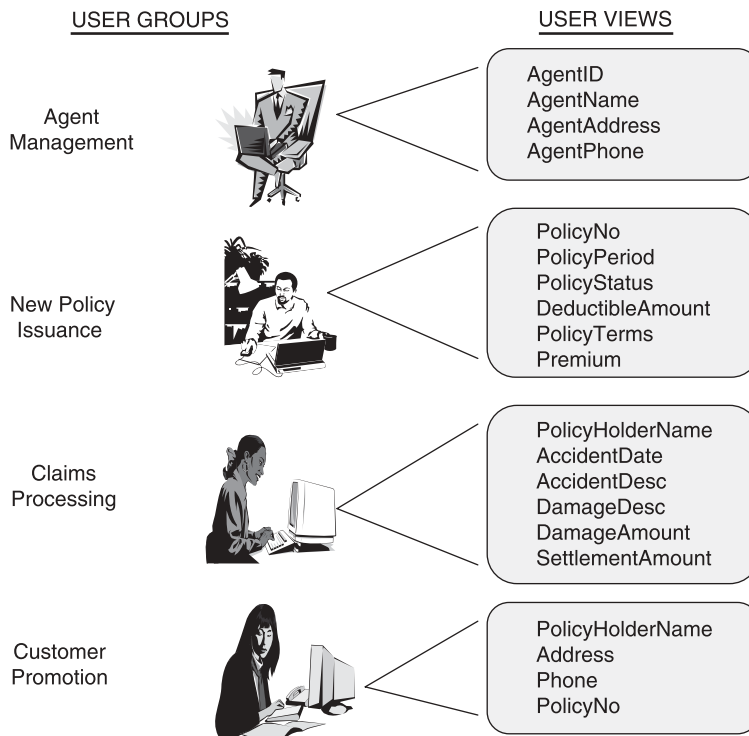 USER GROUPS
USER VIEWS
Agent
Management
AgentID
AgentName
AgentAddress
AgentPhone
New Policy
Issuance
PolicyNo
PolicyPeriod
PolicyStatus
DeductibleAmount
PolicyTerms
Premium
Claims
Processing
PolicyHolderName
AccidentDate
AccidentDesc
DamageDesc
DamageAmount
SettlementAmount
Customer
Promotion
PolicyHolderName
Address
Phone
PolicyNo